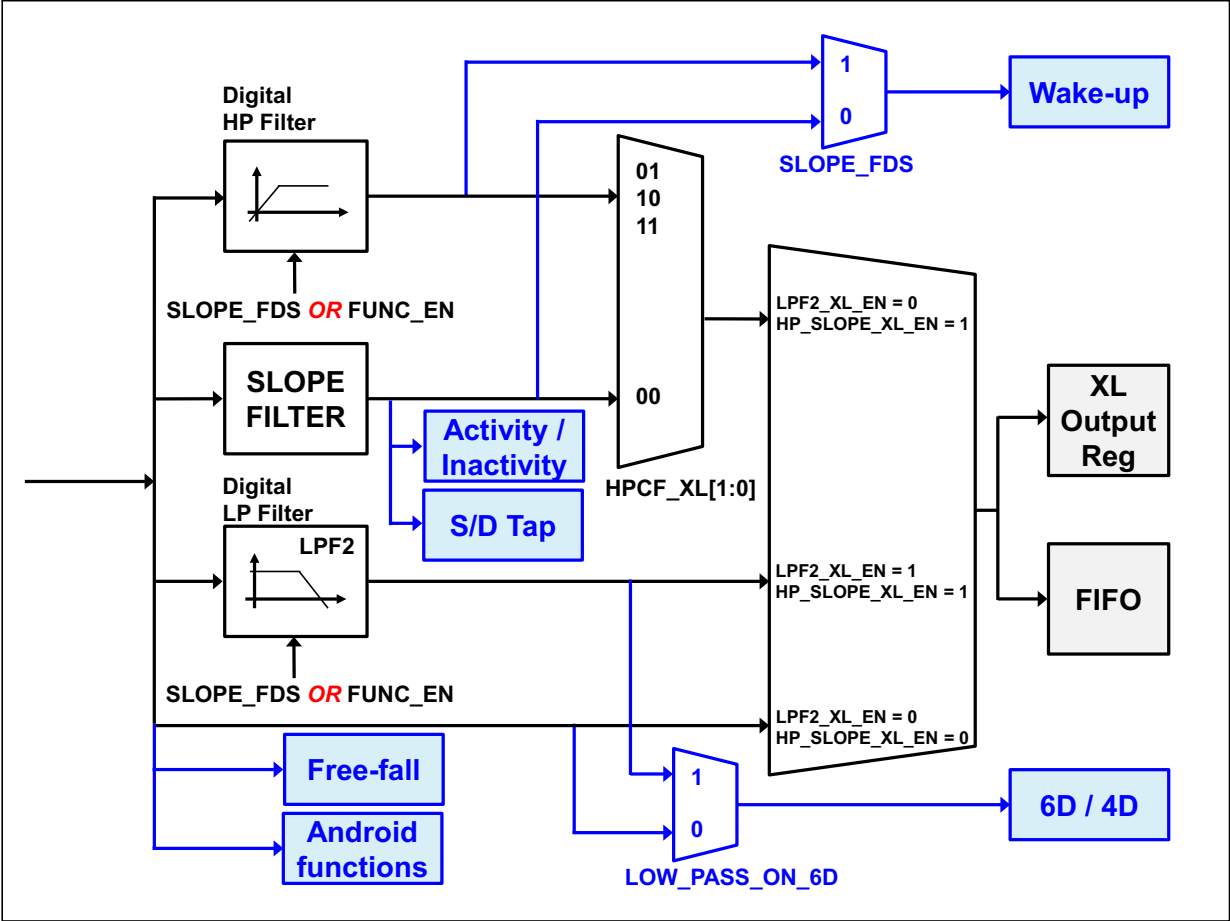 Digital
HP Filter
SLOPE_FDS OR FUNC_EN
SLOPE
FILTER
Activity /
Inactivity
S/D Tap
Digital
LP Filter
LPF2
SLOPE_FDS OR FUNC_EN
Free-fall
Android
functions
01
10
11
00
HPCF_XL[1:0]
1
0
SLOPE_FDS
Wake-up
LPF2_XL_EN = 0
HP_SLOPE_XL_EN = 1
LPF2_XL_EN = 1
HP_SLOPE_XL_EN = 1
LPF2_XL_EN = 0
HP_SLOPE_XL_EN = 0
XL
Output
Reg
FIFO
1
0
LOW_PASS_ON_6D
6D / 4D